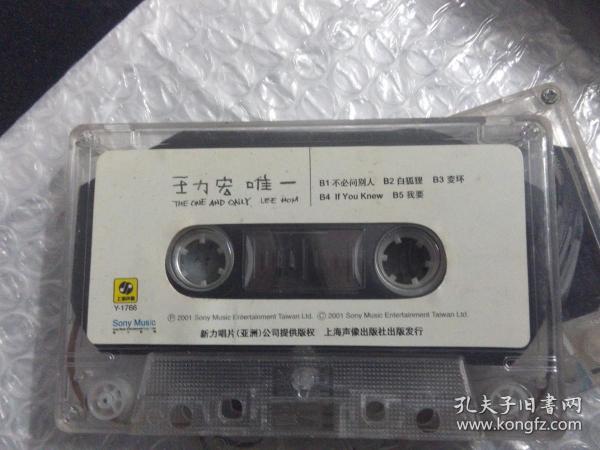 王力宏 唯一
THE ONE AND ONLY LEE HOM
B1 不必问别人 B2 白狐狸 B3 变坏
B4 If You Knew B5 我要
Y-1766
Sony Music
Ⓟ 2001 Sony Music Entertainment Taiwan Ltd. Ⓒ 2001 Sony Music Entertainment Taiwan Ltd.
新力唱片(亚洲)公司提供版权 上海声像出版社出版发行
孔夫子旧書网
kongfz.com